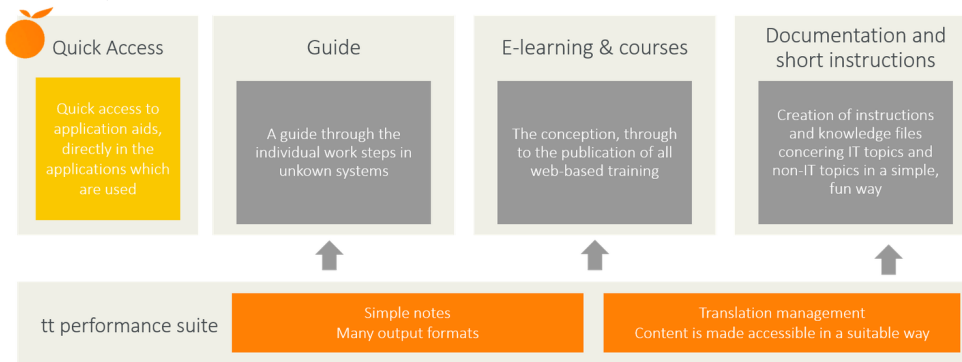 Quick Access
Quick access to
application aids,
directly in the
applications which
are used
Guide
A guide through the
individual work steps in
unkown systems
E-learning & courses
The conception, through
to the publication of all
web-based training
Documentation and
short instructions
Creation of instructions
and knowledge files
concering IT topics and
non-IT topics in a simple,
fun way
tt performance suite
Simple notes
Many output formats
Translation management
Content is made accessible in a suitable way